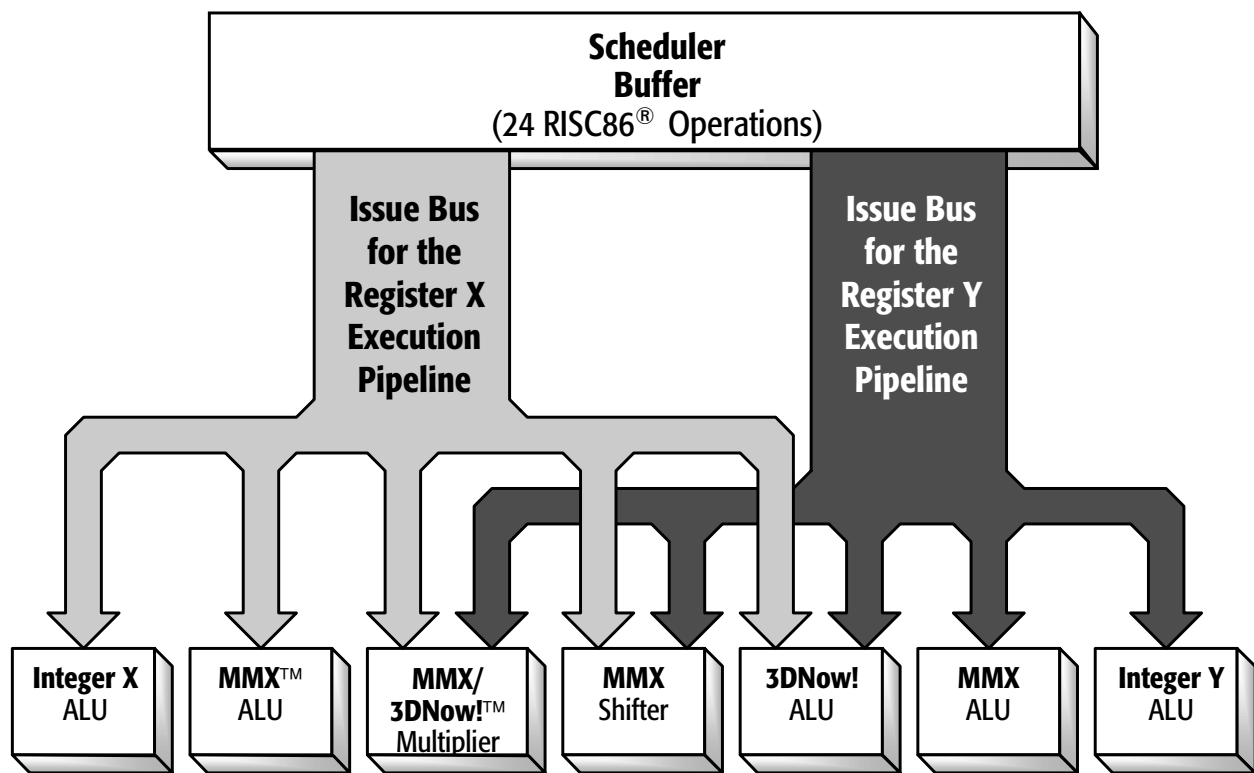 Scheduler
Buffer
(24 RISC86® Operations)
Issue Bus
for the
Register X
Execution
Pipeline
Issue Bus
for the
Register Y
Execution
Pipeline
Integer X
ALU
MMX™
ALU
MMX/
3DNow!™
Multiplier
MMX
Shifter
3DNow!
ALU
MMX
ALU
Integer Y
ALU